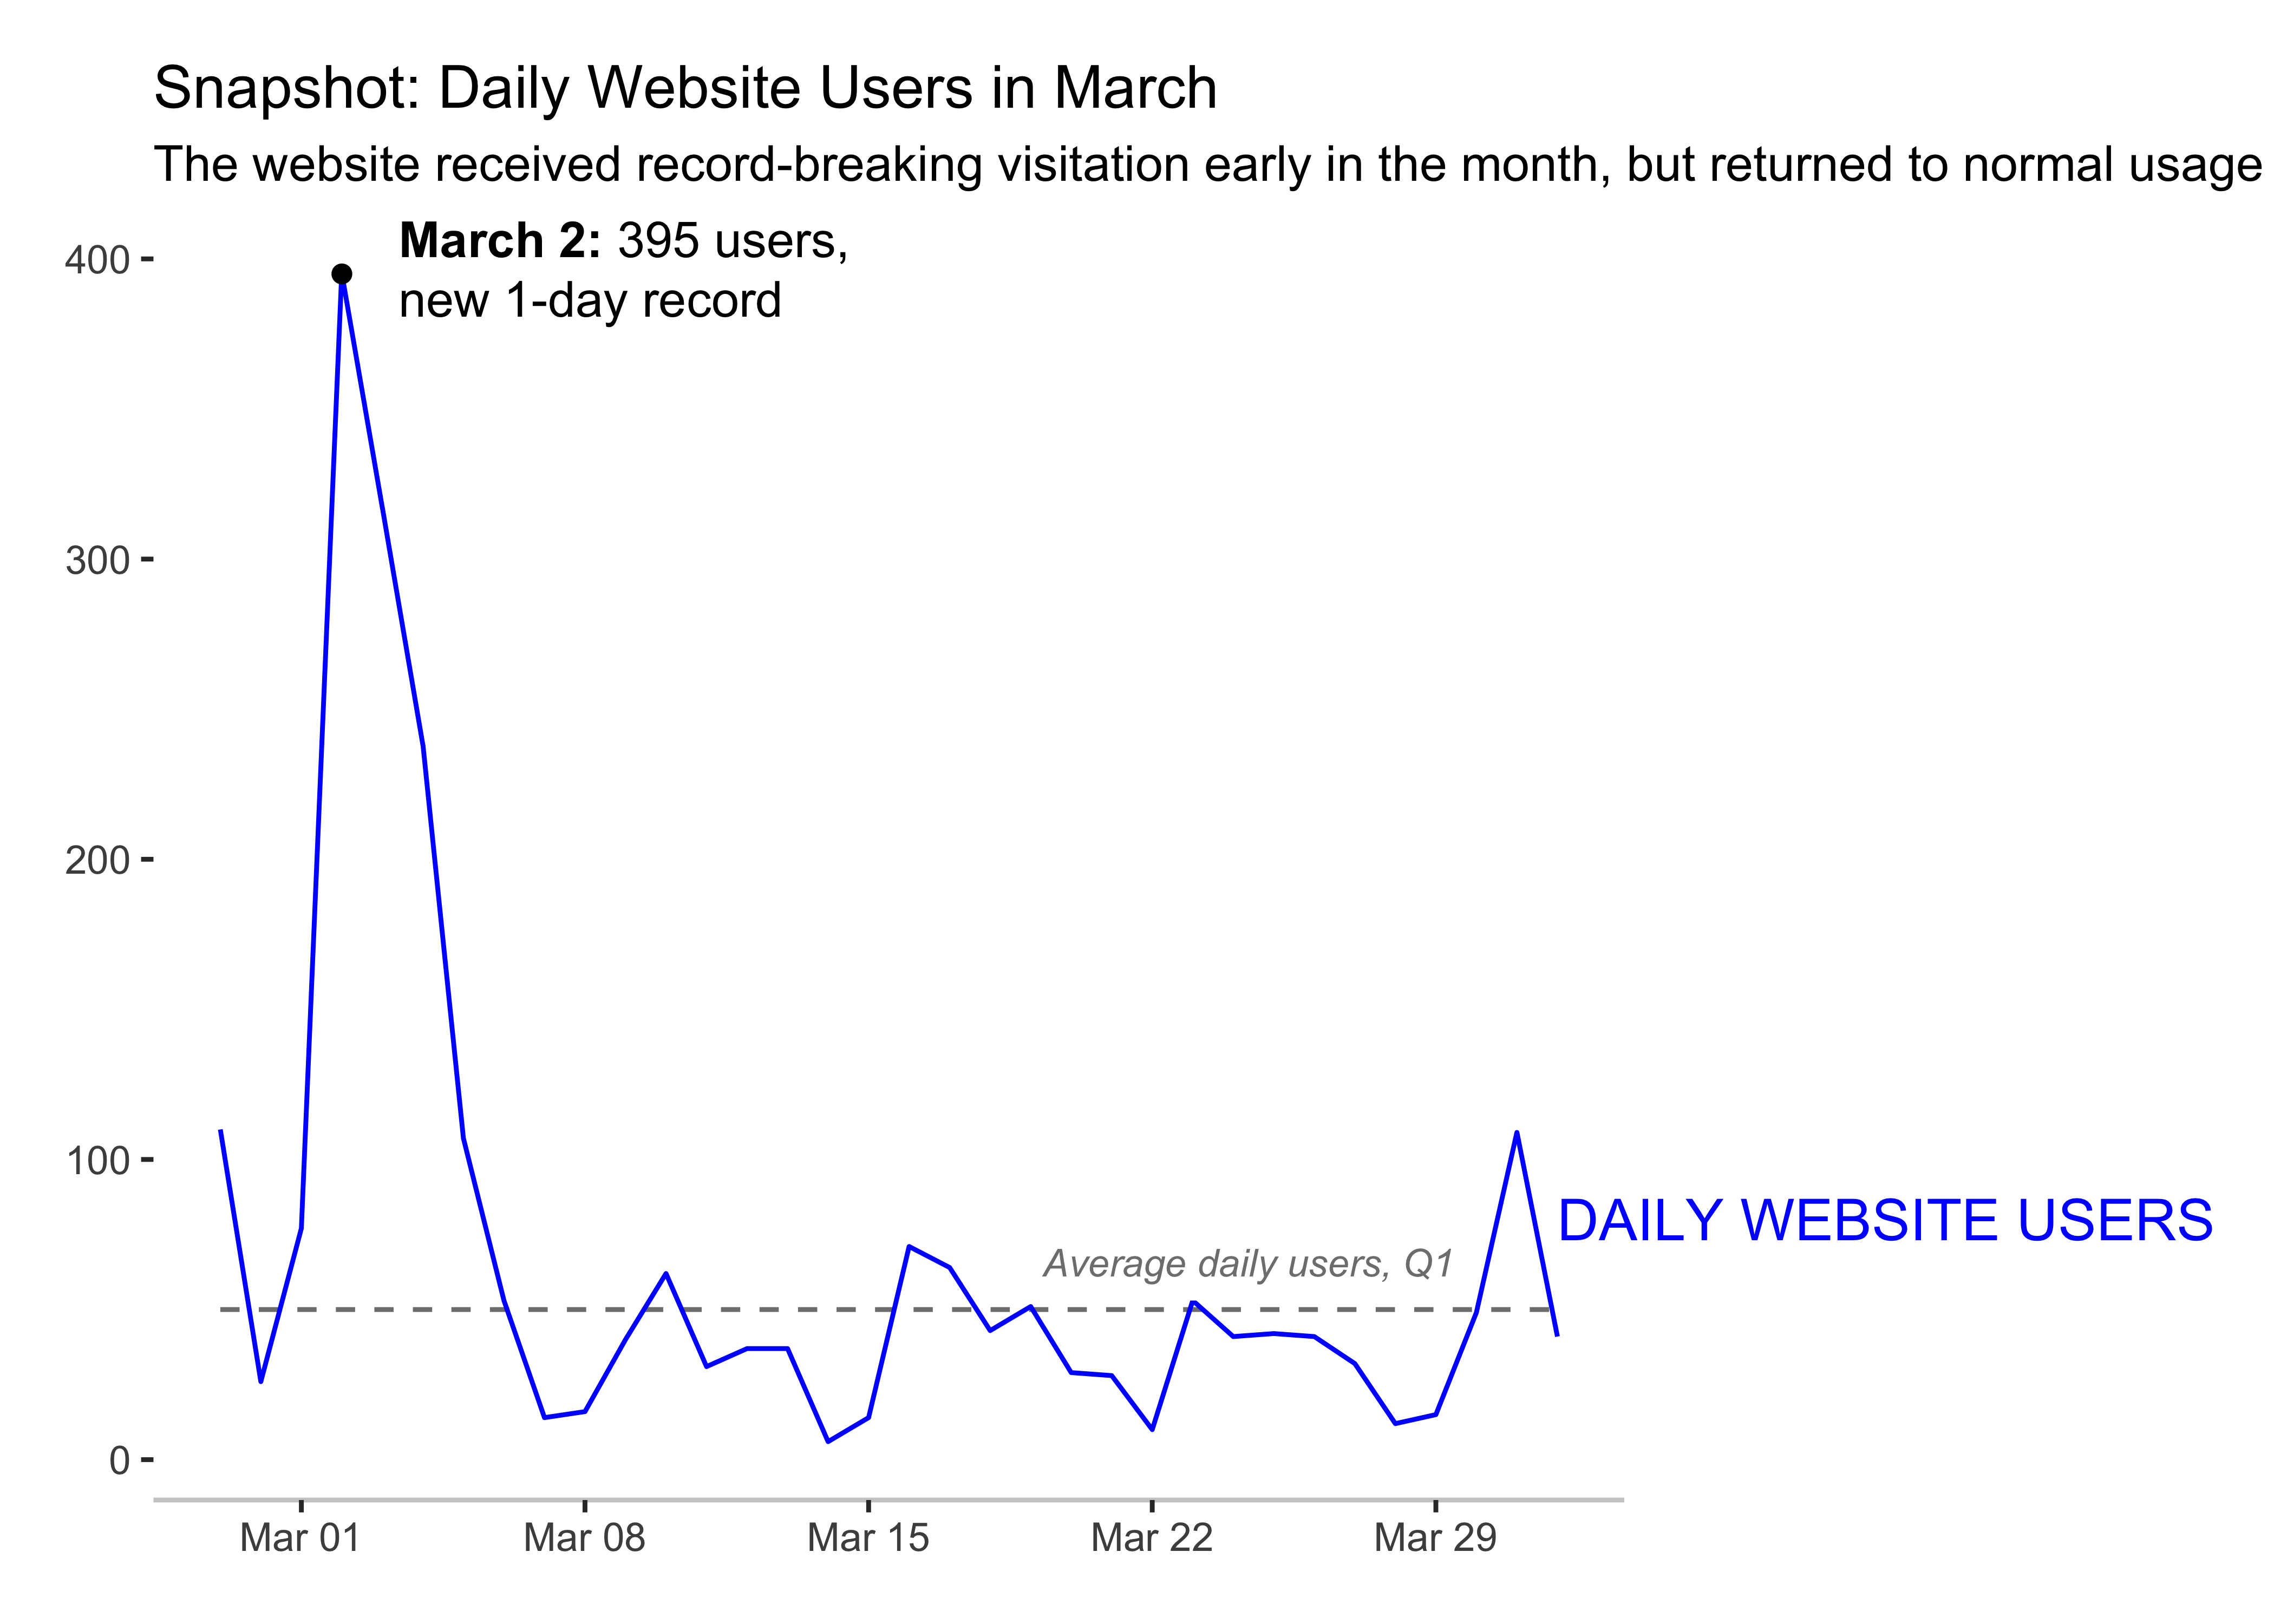 Snapshot: Daily Website Users in March
The website received record-breaking visitation early in the month, but returned to normal usage
March 2: 395 users,
new 1-day record
400
300
200
100
0
DAILY WEBSITE USERS
Average daily users, Q1
Mar 01
Mar 08
Mar 15
Mar 22
Mar 29